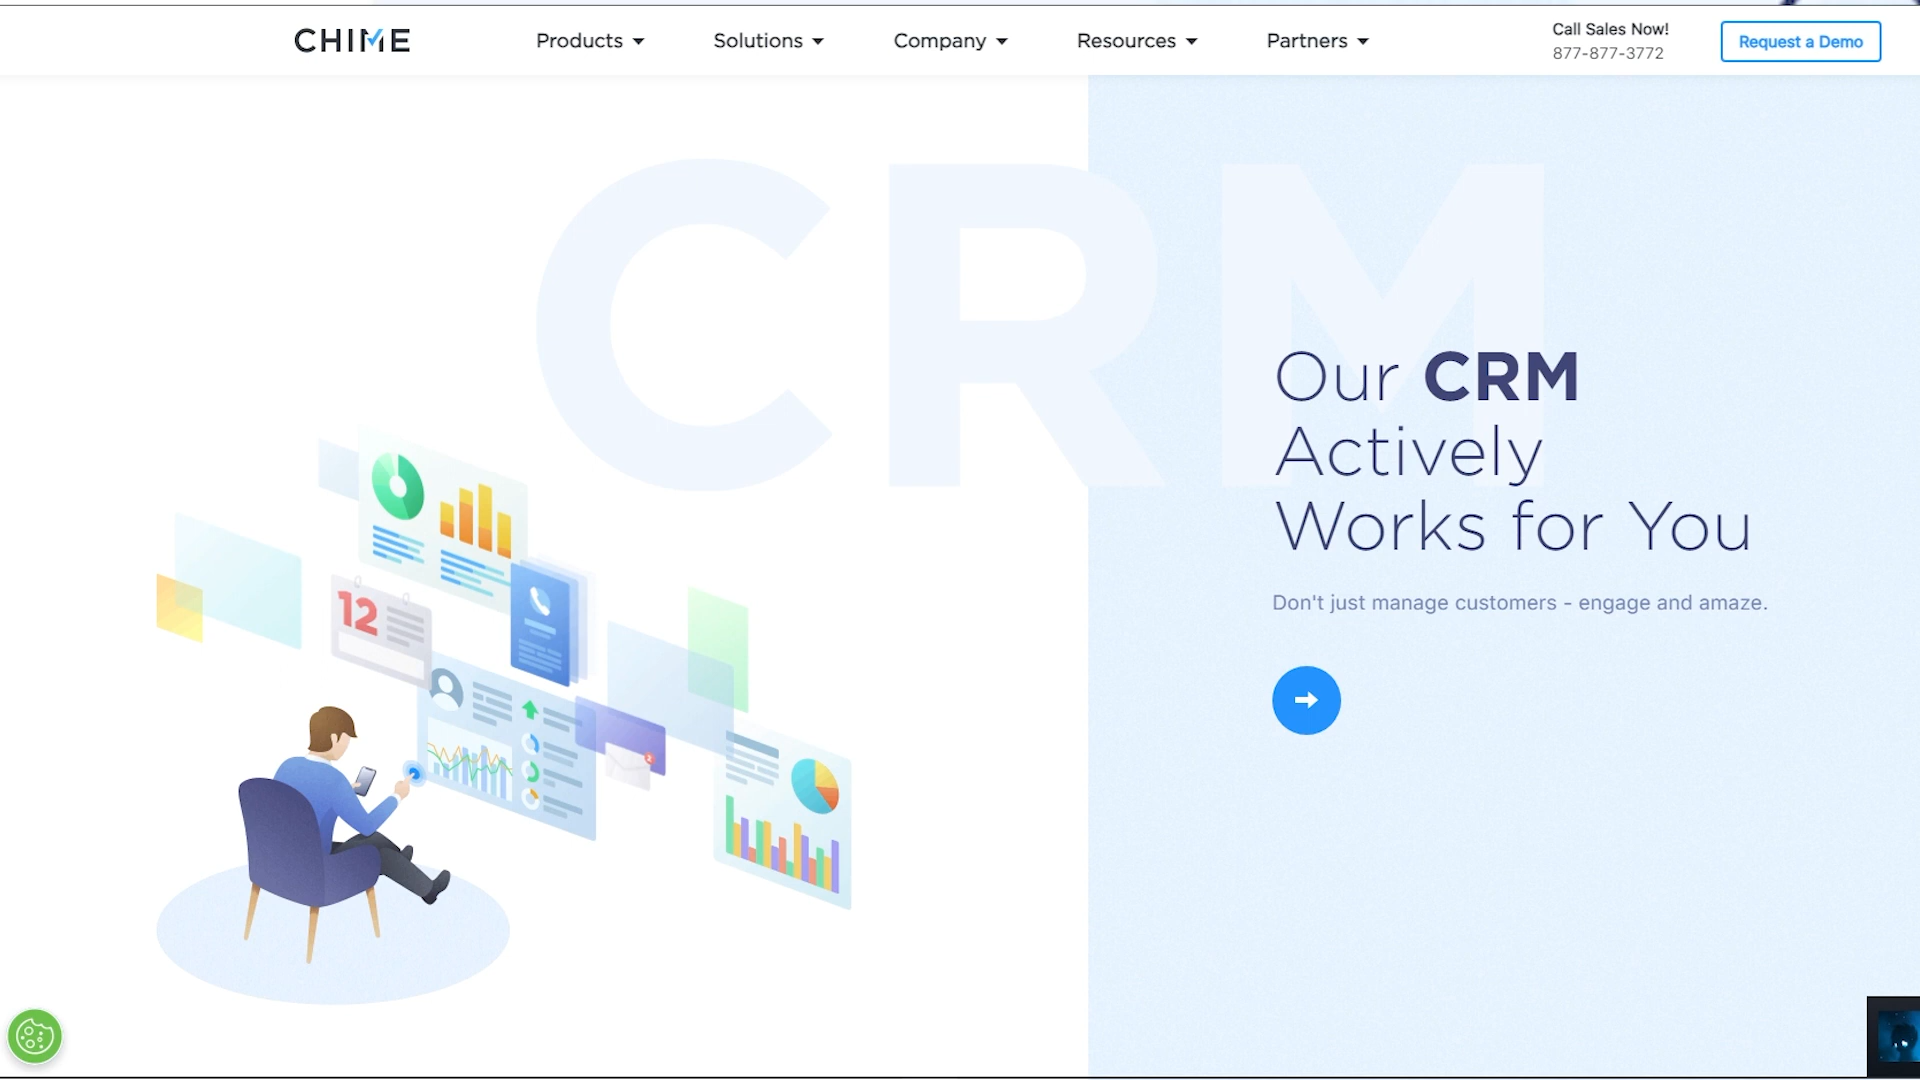 CHIME
Products
Solutions
Company
Resources
Partners
Call Sales Now!
877-877-3772
Request a Demo
CRM
Our CRM
Actively
Works for You
Don't just manage customers - engage and amaze.
12